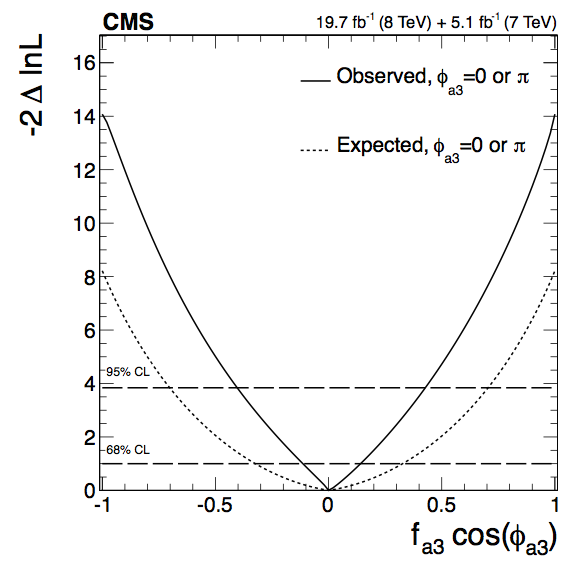 CMS 19.7 fb⁻¹ (8 TeV) + 5.1 fb⁻¹ (7 TeV)
-2 Δ lnL
16
Observed, ϕa3=0 or π
14
Expected, ϕa3=0 or π
12
10
8
6
95% CL
4
2
68% CL
0
-1 -0.5 0 0.5 1
fa3 cos(ϕa3)